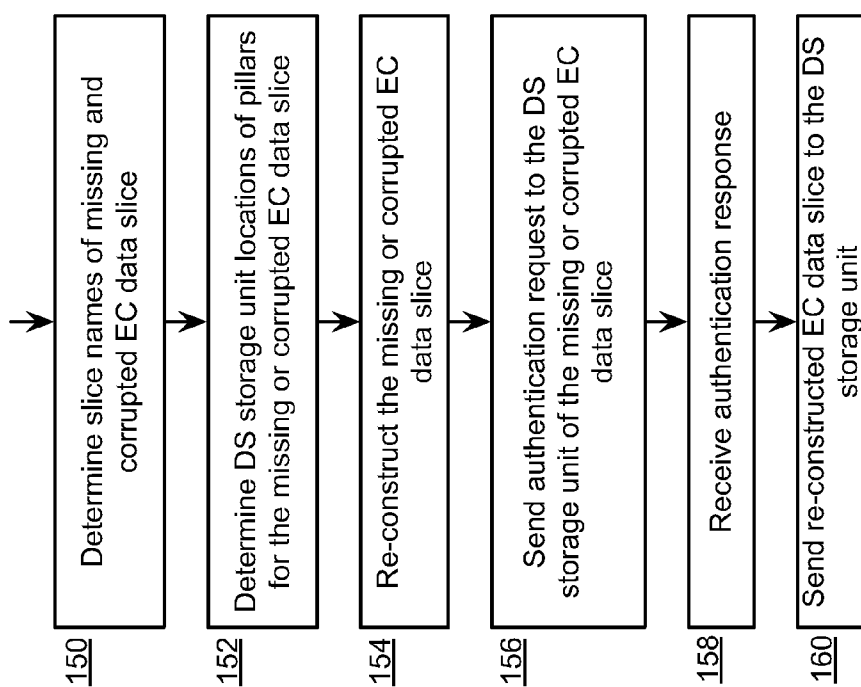 150
Determine slice names of missing and
corrupted EC data slice
152
Determine DS storage unit locations of pillars
for the missing or corrupted EC data slice
154
Re-construct the missing or corrupted EC
data slice
156
Send authentication request to the DS
storage unit of the missing or corrupted EC
data slice
158
Receive authentication response
160
Send re-constructed EC data slice to the DS
storage unit